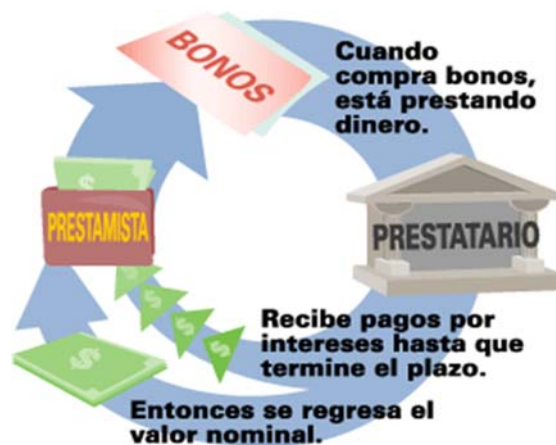 BONOS
Cuando
compra bonos,
está prestando
dinero.
PRESTAMISTA
PRESTATARIO
Recibe pagos por
intereses hasta que
termine el plazo.
Entonces se regresa el
valor nominal.